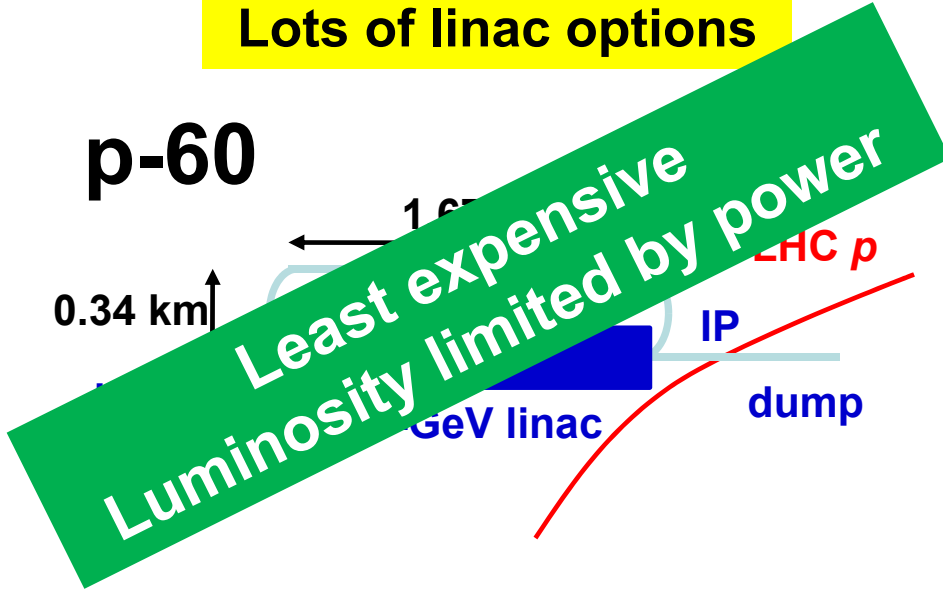 Lots of linac options
p-60
LHC p
0.34 km
IP
GeV linac
dump
Least expensive
Luminosity limited by power